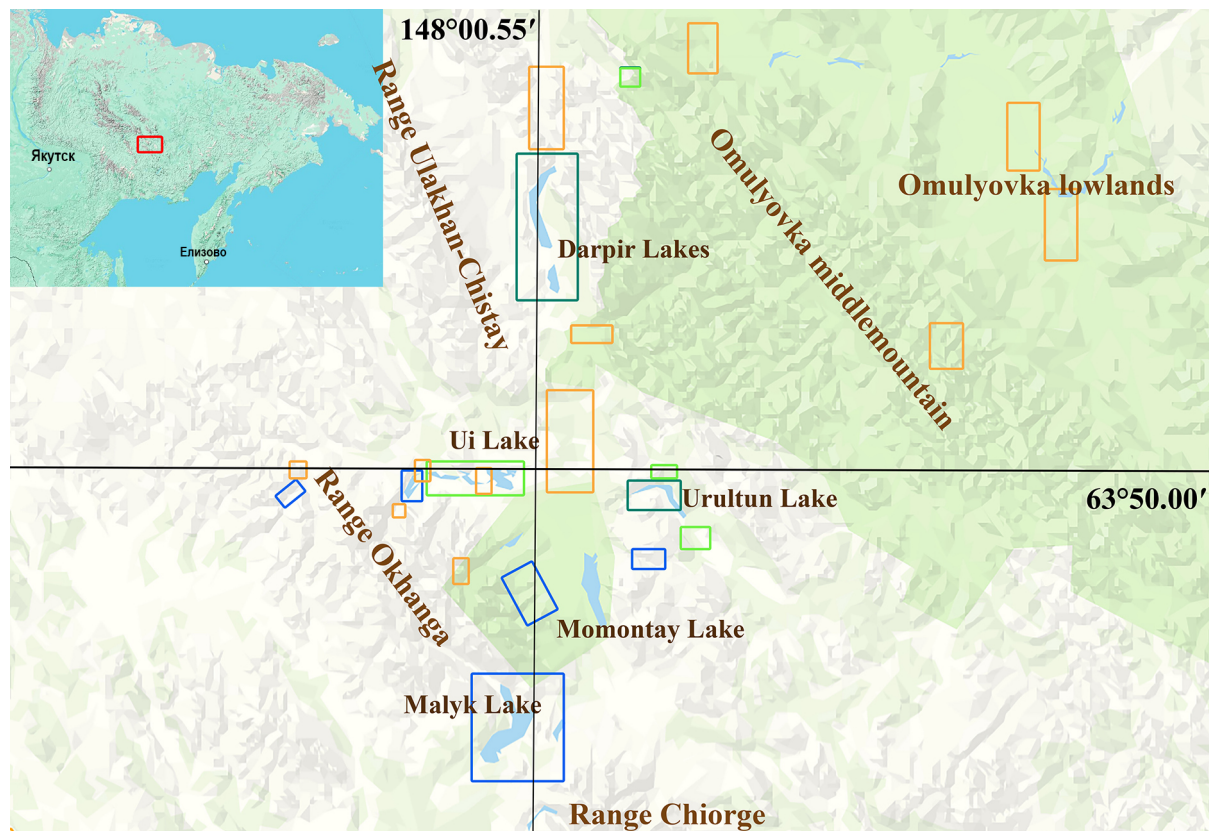 148°00.55′
Range Ulakhan-Chistay
Якутск
Елизово
Omulyovka middlemountain
Omulyovka lowlands
Darpir Lakes
Ui Lake
Urultun Lake
63°50.00′
Range Okhanga
Momontay Lake
Malyk Lake
Range Chiorge